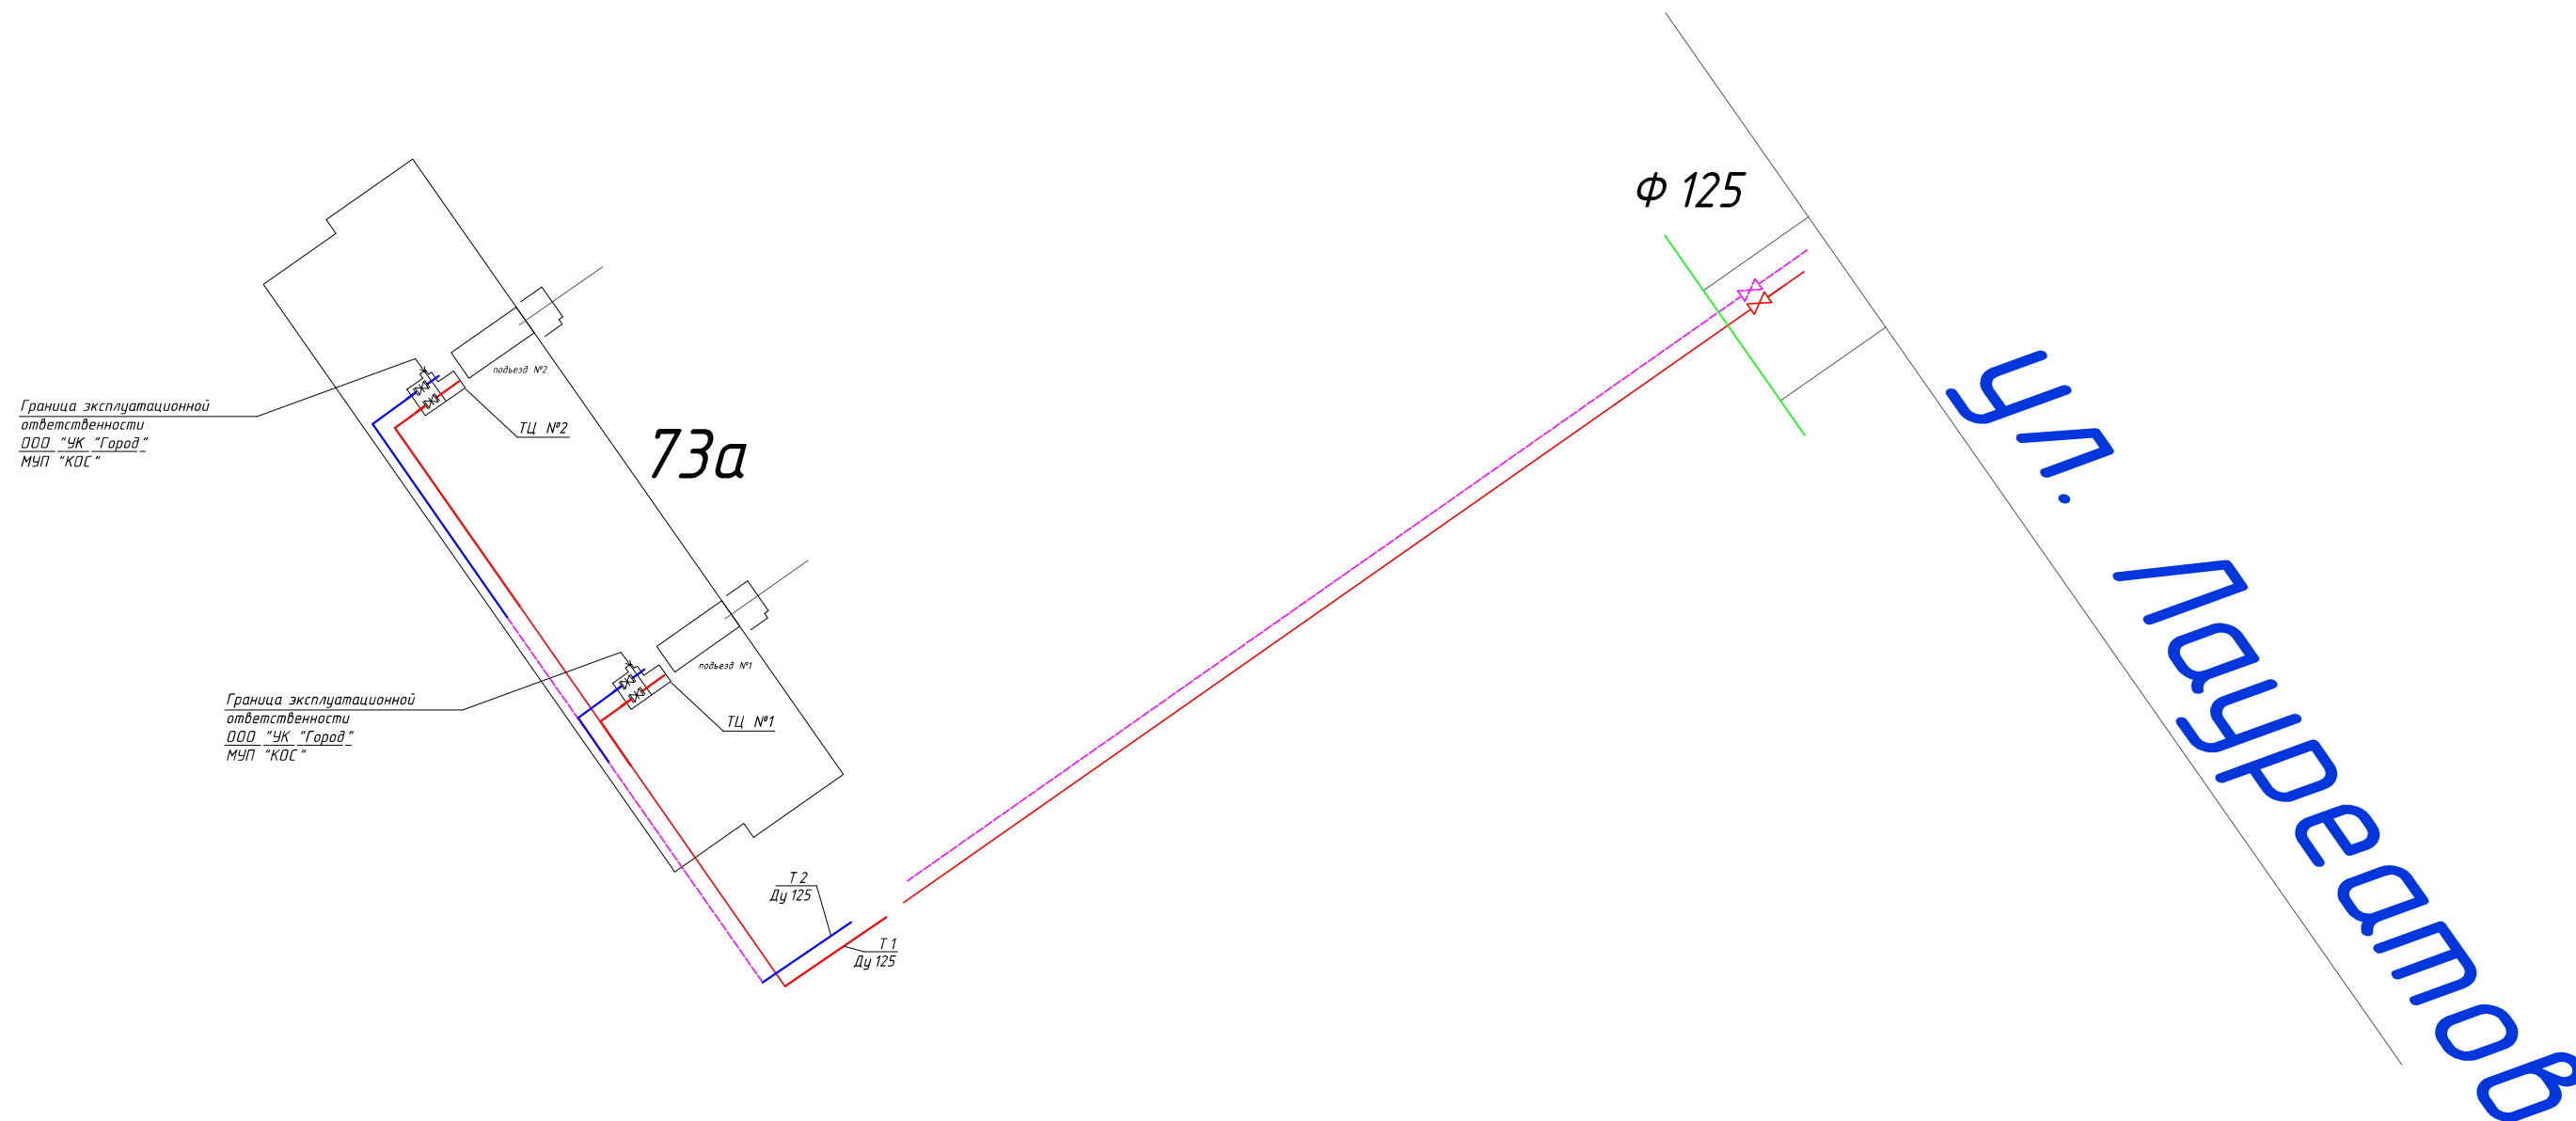 Ф 125
подъезд №2
Граница эксплуатационной
ответственности
ООО "УК "Город"
МУП "КОС"
ТЦ №2
73а
ул. Лауреатов
подъезд №1
Граница эксплуатационной
ответственности
ООО "УК "Город"
МУП "КОС"
ТЦ №1
Т 2
Ду 125
Т 1
Ду 125